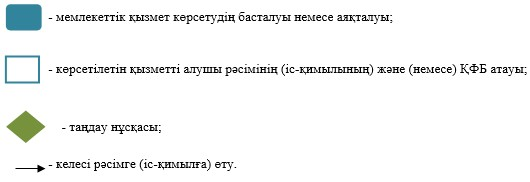 - мемлекеттік қызмет көрсетудің басталуы немесе аяқталуы;
- көрсетілетін қызметті алушы рәсімінің (іс-қимылының) және (немесе) ҚФБ атауы;
- таңдау нұсқасы;
- келесі рәсімге (іс-қимылға) өту.